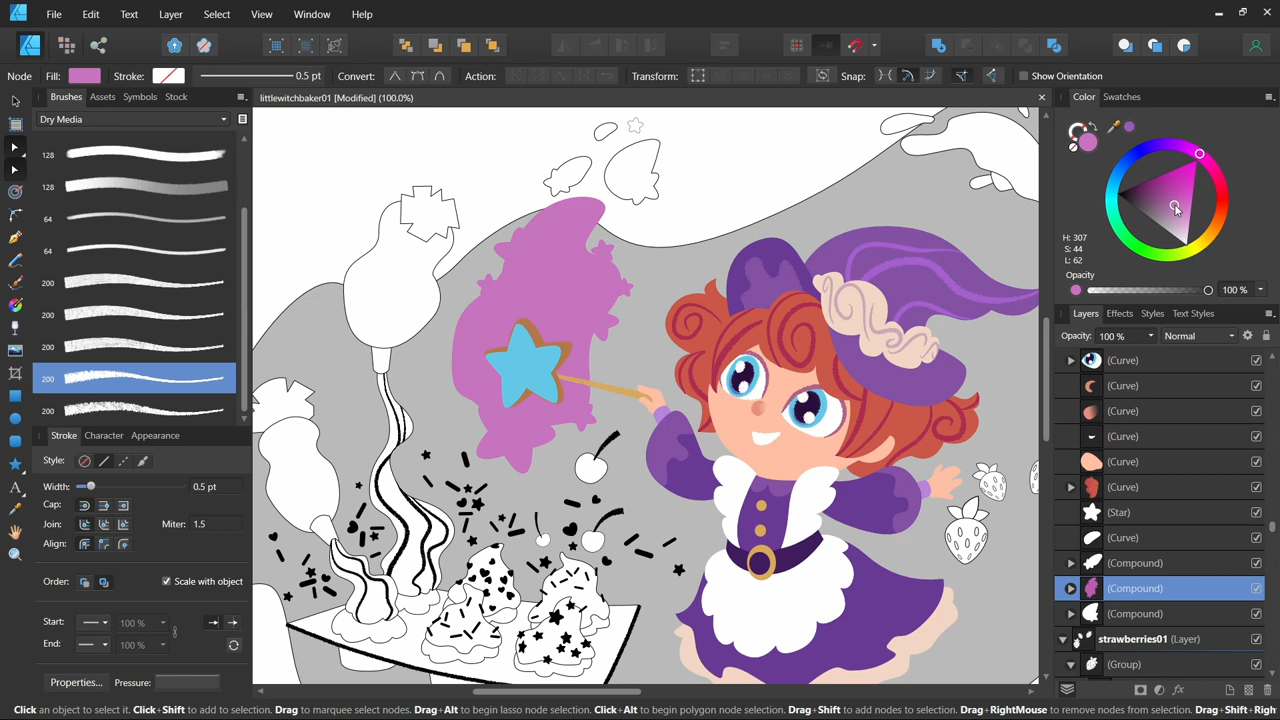 File Edit Text Layer Select View Window Help
Node Fill: Stroke: 0.5 pt Convert: Action: Transform: Snap: Show Orientation
Brushes Assets Symbols Stock
littlewitchbaker01 [Modified] (100.0%)
Color Swatches
Dry Media
128
128
64
64
200
200
200
200
200
H: 307
S: 44
L: 62
Opacity
100 %
Layers Effects Styles Text Styles
Opacity: 100 % Normal
(Curve)
(Curve)
(Curve)
(Curve)
(Curve)
(Curve)
(Star)
(Curve)
(Compound)
(Compound)
(Compound)
strawberries01 (Layer)
(Group)
Stroke Character Appearance
Style:
Width: 0.5 pt
Cap:
Join: Miter: 1.5
Align:
Order: Scale with object
Start: 100 %
End: 100 %
Properties... Pressure:
Click an object to select it. Click+Shift to add to selection. Drag to marquee select nodes. Drag+Alt to begin lasso node selection. Click+Alt to begin polygon node selection. Drag+Shift to add nodes to selection. Drag+RightMouse to remove nodes from selection. Drag+Shift+Righ